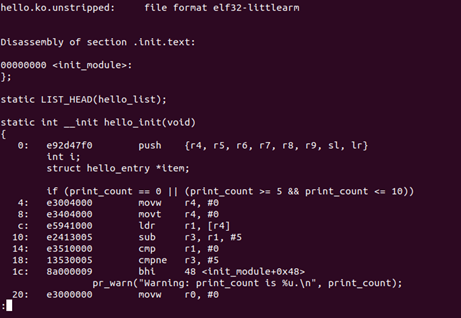 hello.ko.unstripped:     file format elf32-littlearm
Disassembly of section .init.text:
00000000 <init_module>:
};
static LIST_HEAD(hello_list);
static int __init hello_init(void)
{
   0:   e92d47f0        push    {r4, r5, r6, r7, r8, r9, sl, lr}
        int i;
        struct hello_entry *item;
        if (print_count == 0 || (print_count >= 5 && print_count <= 10))
   4:   e3004000        movw    r4, #0
   8:   e3404000        movt    r4, #0
   c:   e5941000        ldr     r1, [r4]
  10:   e2413005        sub     r3, r1, #5
  14:   e3510000        cmp     r1, #0
  18:   13530005        cmpne   r3, #5
  1c:   8a000009        bhi     48 <init_module+0x48>
                pr_warn("Warning: print_count is %u.\n", print_count);
  20:   e3000000        movw    r0, #0
: